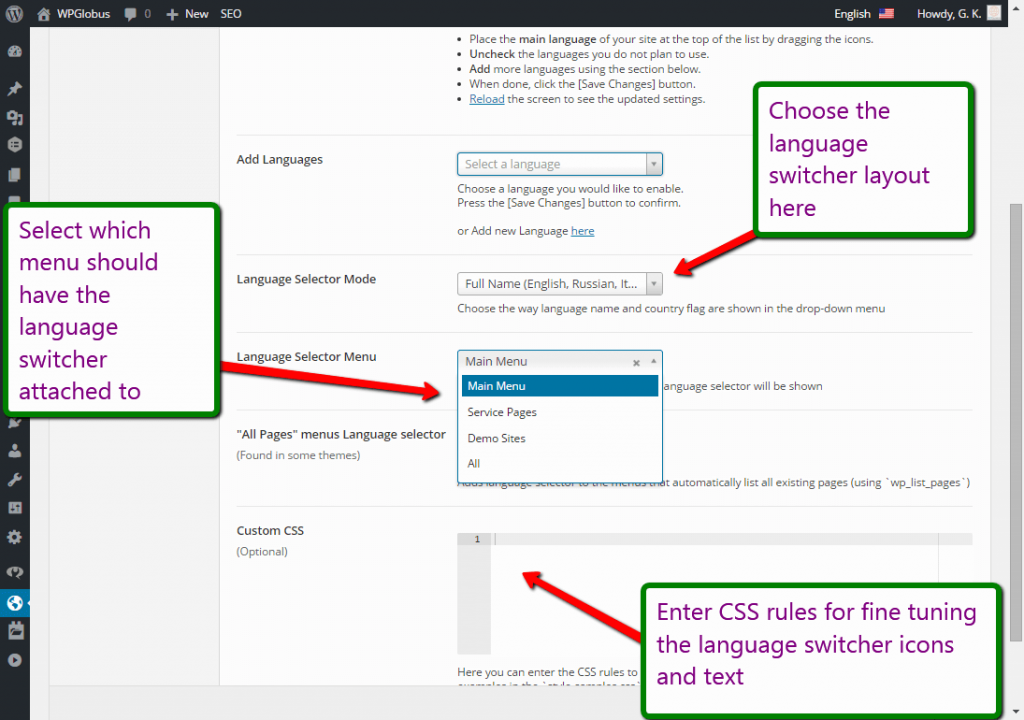 WPGlobus 0 New SEO English Howdy, G. K.
Place the main language of your site at the top of the list by dragging the icons.
Uncheck the languages you do not plan to use.
Add more languages using the section below.
When done, click the [Save Changes] button.
Reload the screen to see the updated settings.
Choose the
language
switcher layout
here
Add Languages
Select a language
Choose a language you would like to enable.
Press the [Save Changes] button to confirm.
or Add new Language here
Select which
menu should
have the
language
switcher
attached to
Language Selector Mode
Full Name (English, Russian, It...
Choose the way language name and country flag are shown in the drop-down menu
Language Selector Menu
Main Menu
Main Menu
Service Pages
Demo Sites
All
language selector will be shown
"All Pages" menus Language selector
(Found in some themes)
Adds language selector to the menus that automatically list all existing pages (using `wp_list_pages`)
Custom CSS
(Optional)
1
Enter CSS rules for fine tuning
the language switcher icons
and text
Here you can enter the CSS rules to
examples in the `style-samples.css`